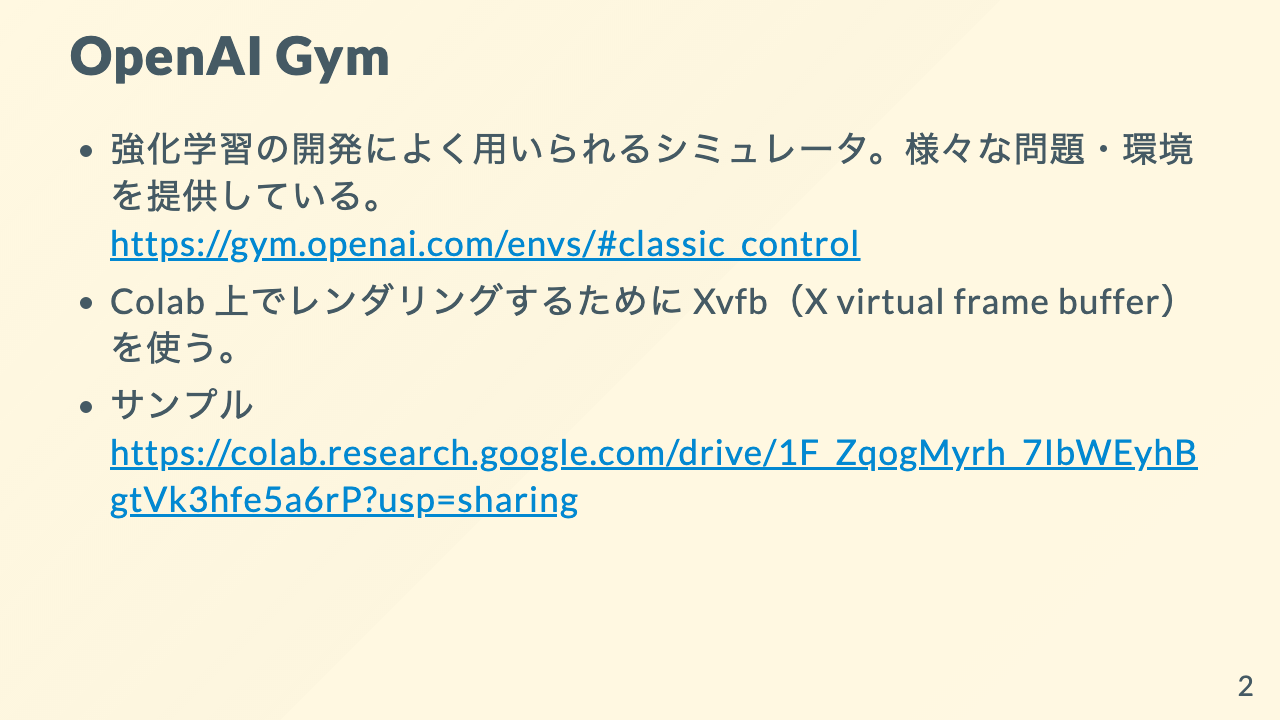 OpenAI Gym
• 強化学習の開発によく用いられるシミュレータ。様々な問題・環境
を提供している。
https://gym.openai.com/envs/#classic_control
• Colab 上でレンダリングするために Xvfb（X virtual frame buffer）
を使う。
• サンプル
https://colab.research.google.com/drive/1F_ZqogMyrh_7IbWEyhB
gtVk3hfe5a6rP?usp=sharing
2